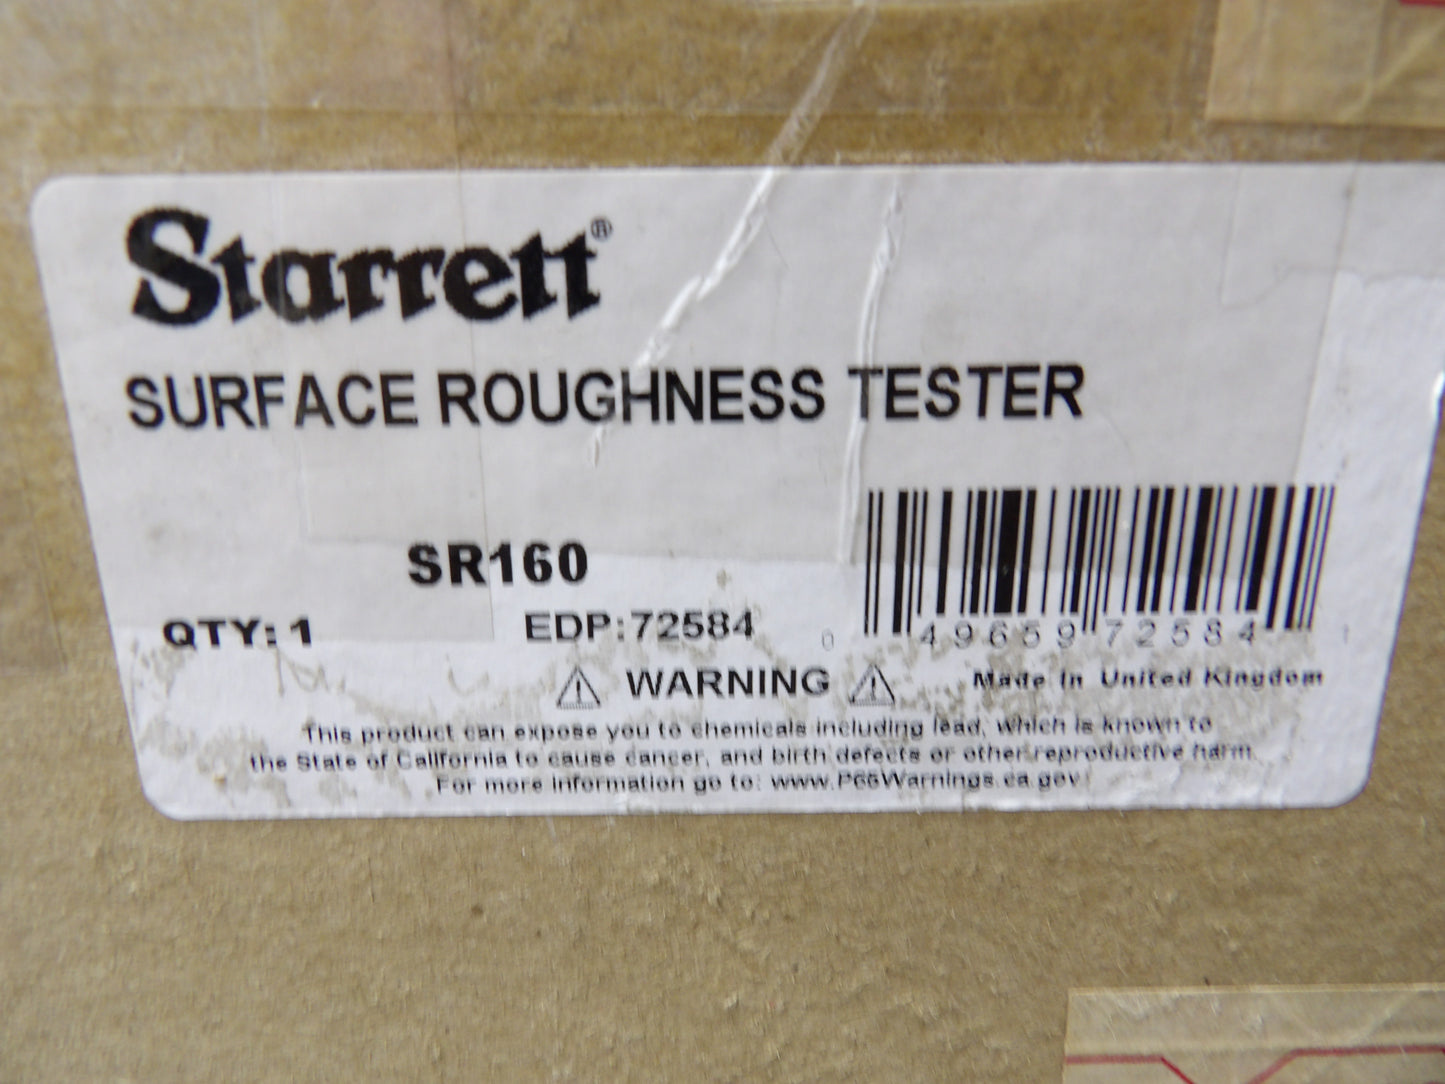 Starrett®
SURFACE ROUGHNESS TESTER
SR160
QTY: 1
EDP:72584
0 49659 72584 1
⚠ WARNING ⚠
Made In United Kingdom
This product can expose you to chemicals including lead, which is known to
the State of California to cause cancer, and birth defects or other reproductive harm.
For more information go to: www.P65Warnings.ca.gov